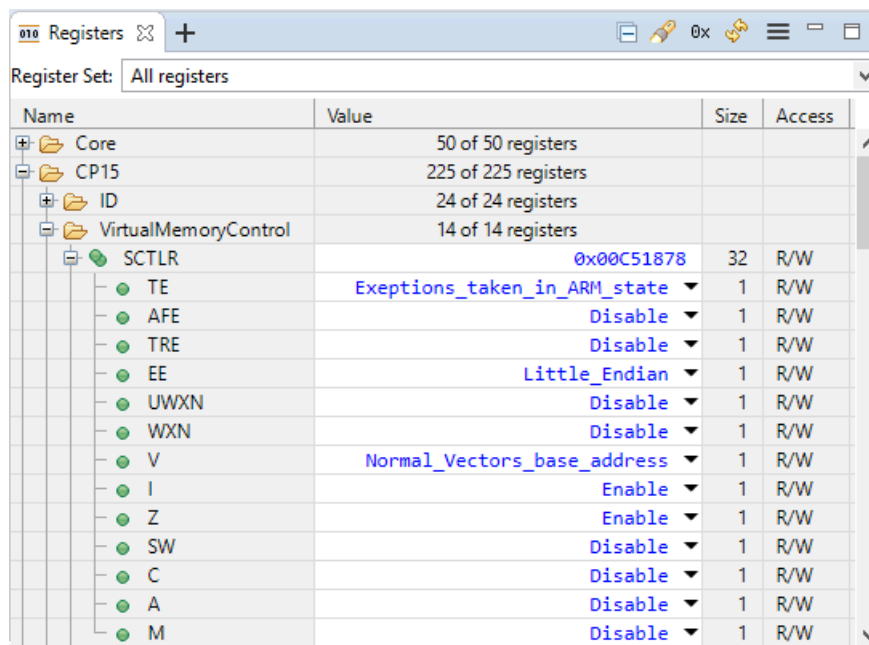 010 Registers
0x
Register Set: All registers
Name Value Size Access
Core 50 of 50 registers
CP15 225 of 225 registers
ID 24 of 24 registers
VirtualMemoryControl 14 of 14 registers
SCTLR 0x00C51878 32 R/W
TE Exeptions_taken_in_ARM_state 1 R/W
AFE Disable 1 R/W
TRE Disable 1 R/W
EE Little_Endian 1 R/W
UWXN Disable 1 R/W
WXN Disable 1 R/W
V Normal_Vectors_base_address 1 R/W
I Enable 1 R/W
Z Enable 1 R/W
SW Disable 1 R/W
C Disable 1 R/W
A Disable 1 R/W
M Disable 1 R/W